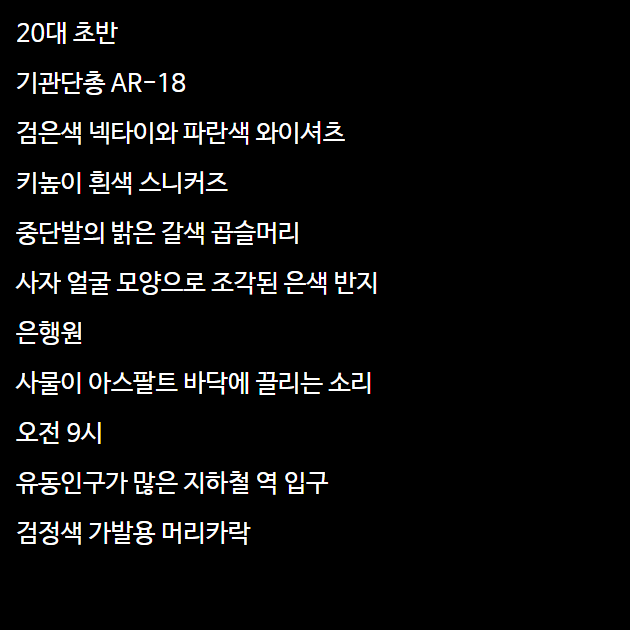 20대 초반
기관단총 AR-18
검은색 넥타이와 파란색 와이셔츠
키높이 흰색 스니커즈
중단발의 밝은 갈색 곱슬머리
사자 얼굴 모양으로 조각된 은색 반지
은행원
사물이 아스팔트 바닥에 끌리는 소리
오전 9시
유동인구가 많은 지하철 역 입구
검정색 가발용 머리카락